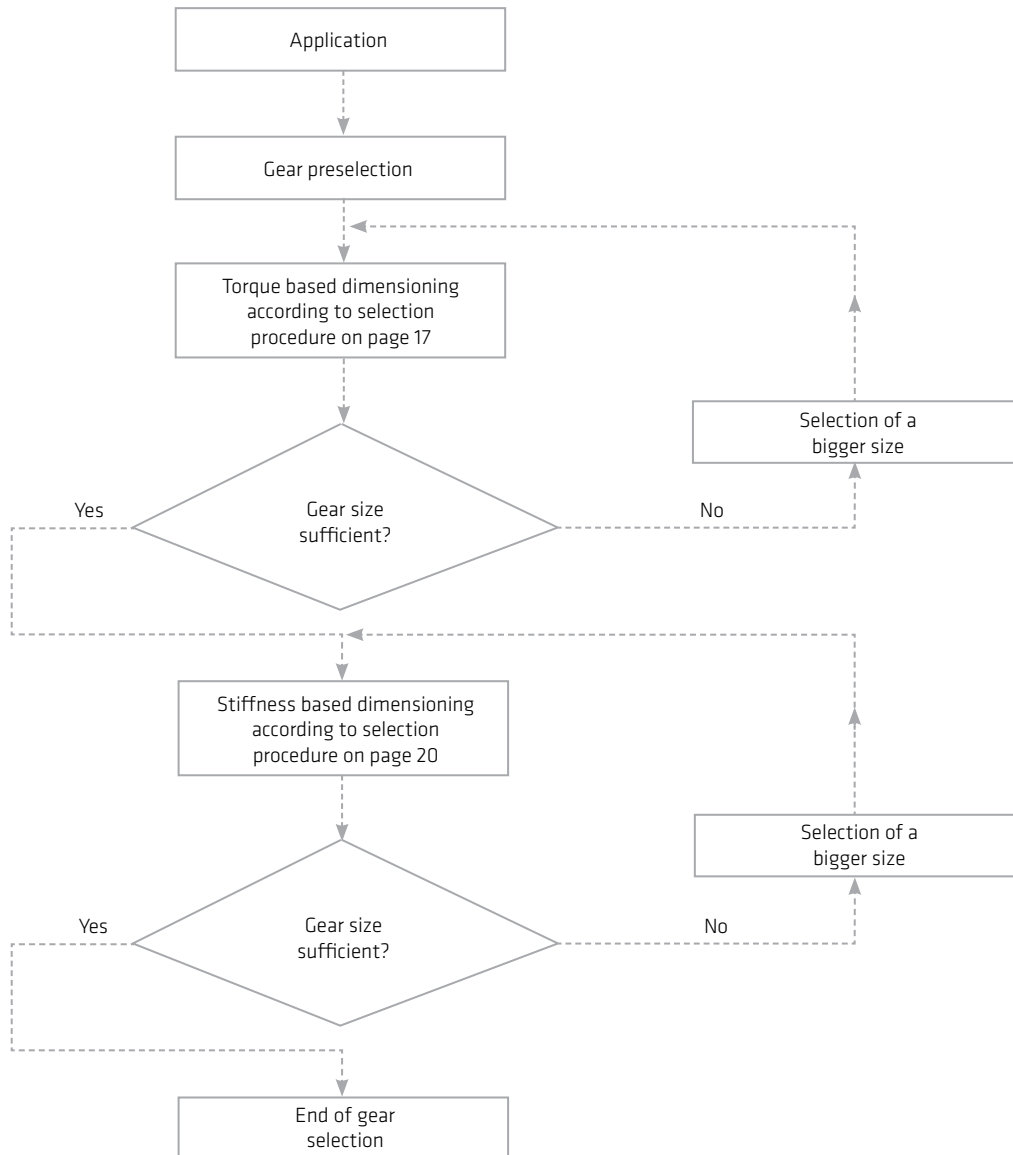 Application
Gear preselection
Torque based dimensioning
according to selection
procedure on page 17
Selection of a
bigger size
Yes
Gear size
sufficient?
No
Stiffness based dimensioning
according to selection
procedure on page 20
Selection of a
bigger size
Yes
Gear size
sufficient?
No
End of gear
selection